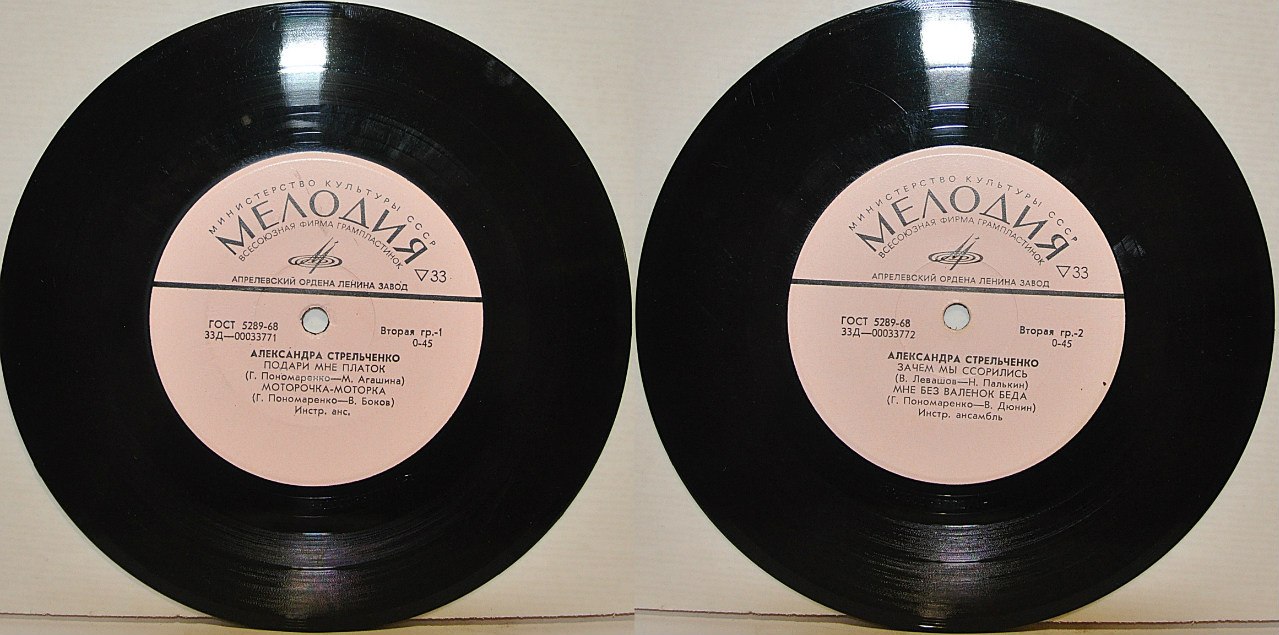 МИНИСТЕРСТВО КУЛЬТУРЫ СССР
МЕЛОДИЯ
ВСЕСОЮЗНАЯ ФИРМА ГРАМПЛАСТИНОК
▽33
АПРЕЛЕВСКИЙ ОРДЕНА ЛЕНИНА ЗАВОД
ГОСТ 5289-68
33Д—00033771
Вторая гр.-1
0-45
АЛЕКСАНДРА СТРЕЛЬЧЕНКО
ПОДАРИ МНЕ ПЛАТОК
(Г. Пономаренко—М. Агашина)
МОТОРОЧКА-МОТОРКА
(Г. Пономаренко—В. Боков)
Инстр. анс.
МИНИСТЕРСТВО КУЛЬТУРЫ СССР
МЕЛОДИЯ
ВСЕСОЮЗНАЯ ФИРМА ГРАМПЛАСТИНОК
▽33
АПРЕЛЕВСКИЙ ОРДЕНА ЛЕНИНА ЗАВОД
ГОСТ 5289-68
33Д—00033772
Вторая гр.-2
0-45
АЛЕКСАНДРА СТРЕЛЬЧЕНКО
ЗАЧЕМ МЫ ССОРИЛИСЬ
(В. Левашов—Н. Палькин)
МНЕ БЕЗ ВАЛЕНОК БЕДА
(Г. Пономаренко—В. Дюнин)
Инстр. ансамбль